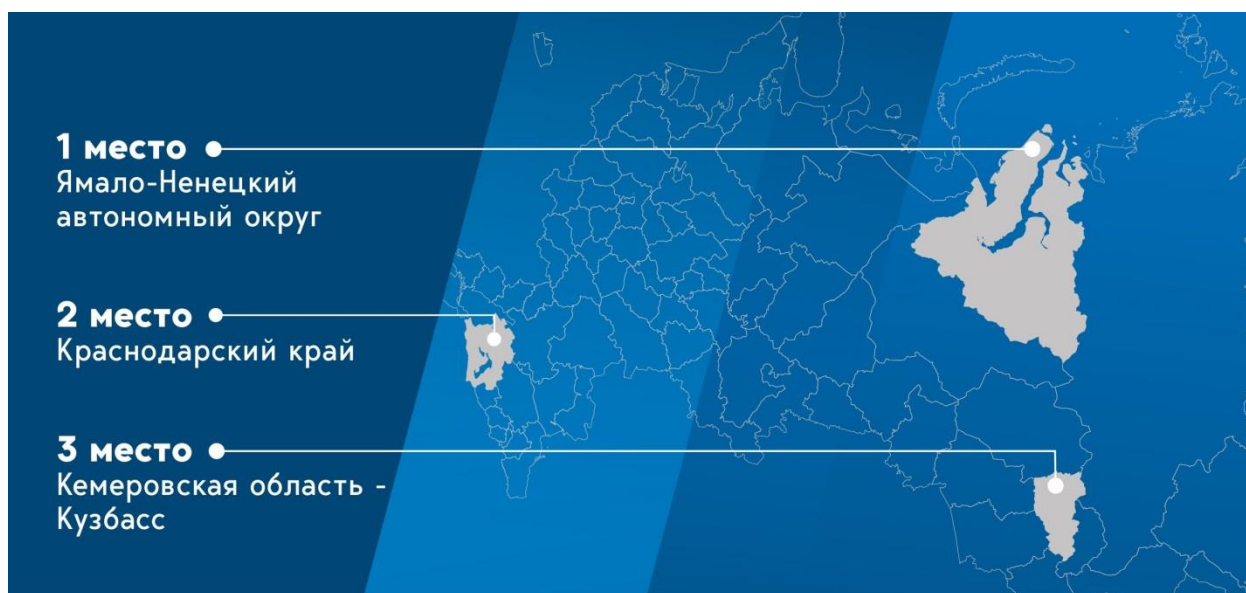 1 место
Ямало-Ненецкий
автономный округ
2 место
Краснодарский край
3 место
Кемеровская область -
Кузбасс